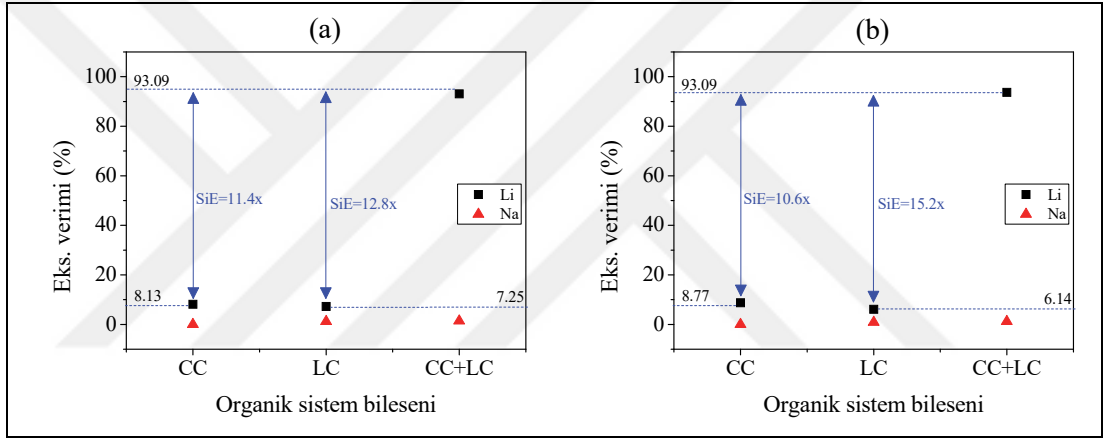 (a)
100
80
60
40
20
0
Eks. verimi (%)
93.09
8.13
7.25
SiE=11.4x
SiE=12.8x
Li
Na
CC
LC
CC+LC
Organik sistem bileseni
(b)
100
80
60
40
20
0
Eks. verimi (%)
93.09
8.77
6.14
SiE=10.6x
SiE=15.2x
Li
Na
CC
LC
CC+LC
Organik sistem bileseni